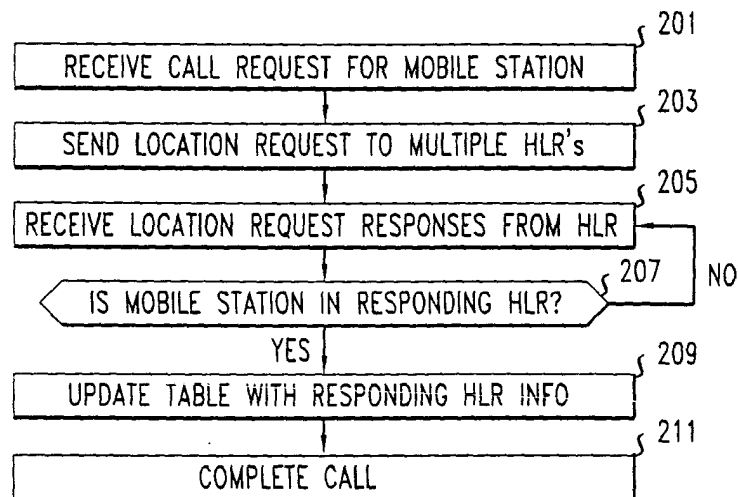 201
RECEIVE CALL REQUEST FOR MOBILE STATION
203
SEND LOCATION REQUEST TO MULTIPLE HLR's
205
RECEIVE LOCATION REQUEST RESPONSES FROM HLR
207
IS MOBILE STATION IN RESPONDING HLR?
NO
YES
209
UPDATE TABLE WITH RESPONDING HLR INFO
211
COMPLETE CALL